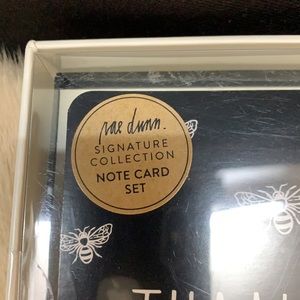 rae dunn.
SIGNATURE
COLLECTION
NOTE CARD
SET